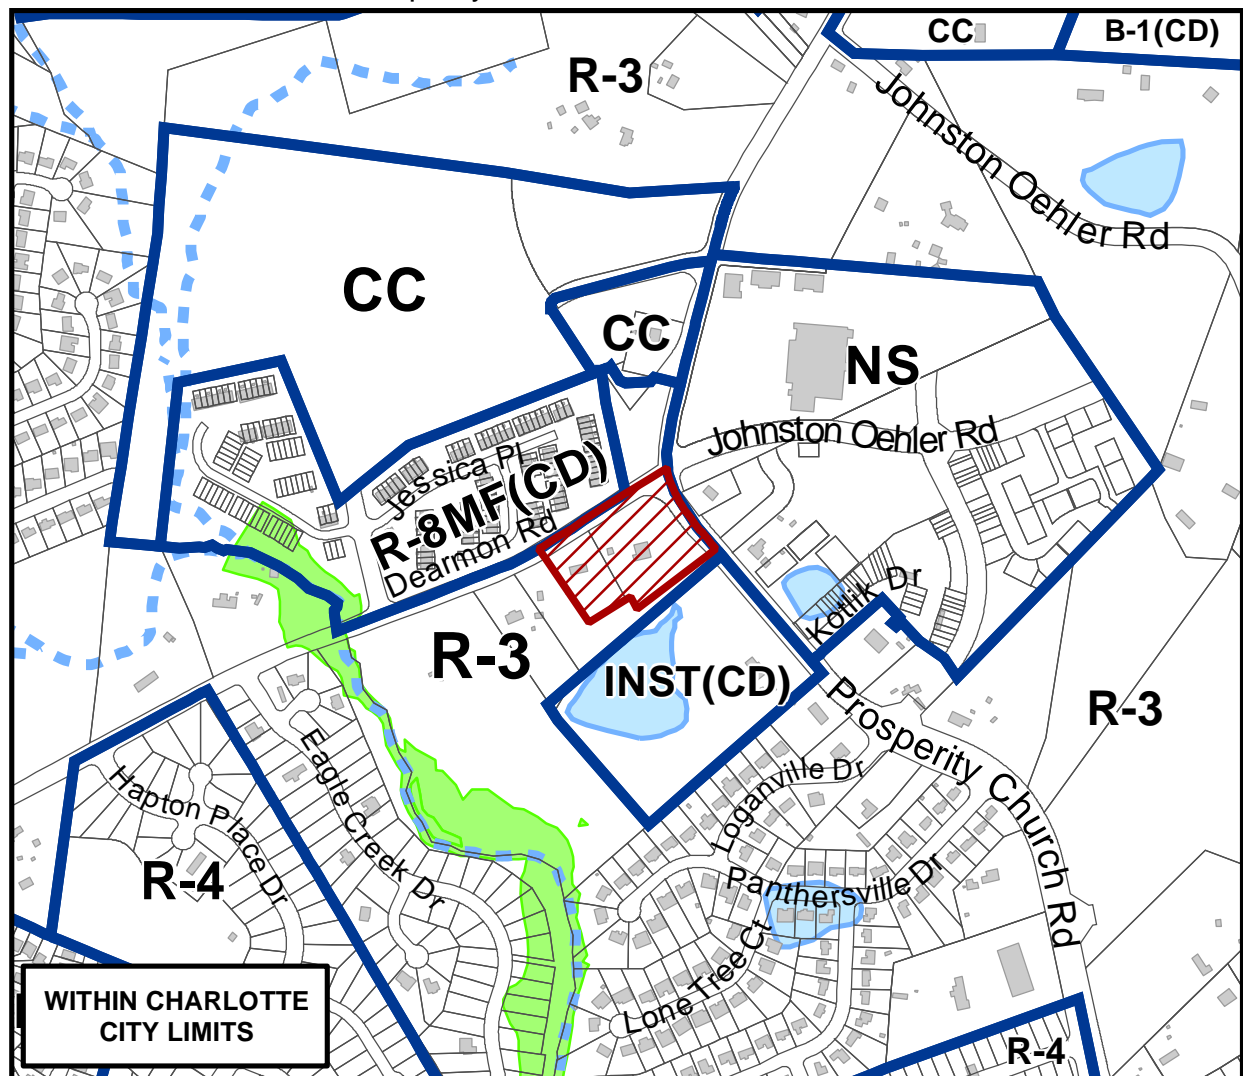 CC
B-1(CD)
R-3
Johnston Oehler Rd
CC
CC
NS
Johnston Oehler Rd
Jessica Pl
R-8MF(CD)
Dearmon Rd
Kotlik Dr
R-3
INST(CD)
R-3
Prosperity Church Rd
Eagle Creek Dr
Hapton Place Dr
Loganville Dr
R-4
Panthersville Dr
Lone Tree Ct
WITHIN CHARLOTTE
CITY LIMITS
R-4